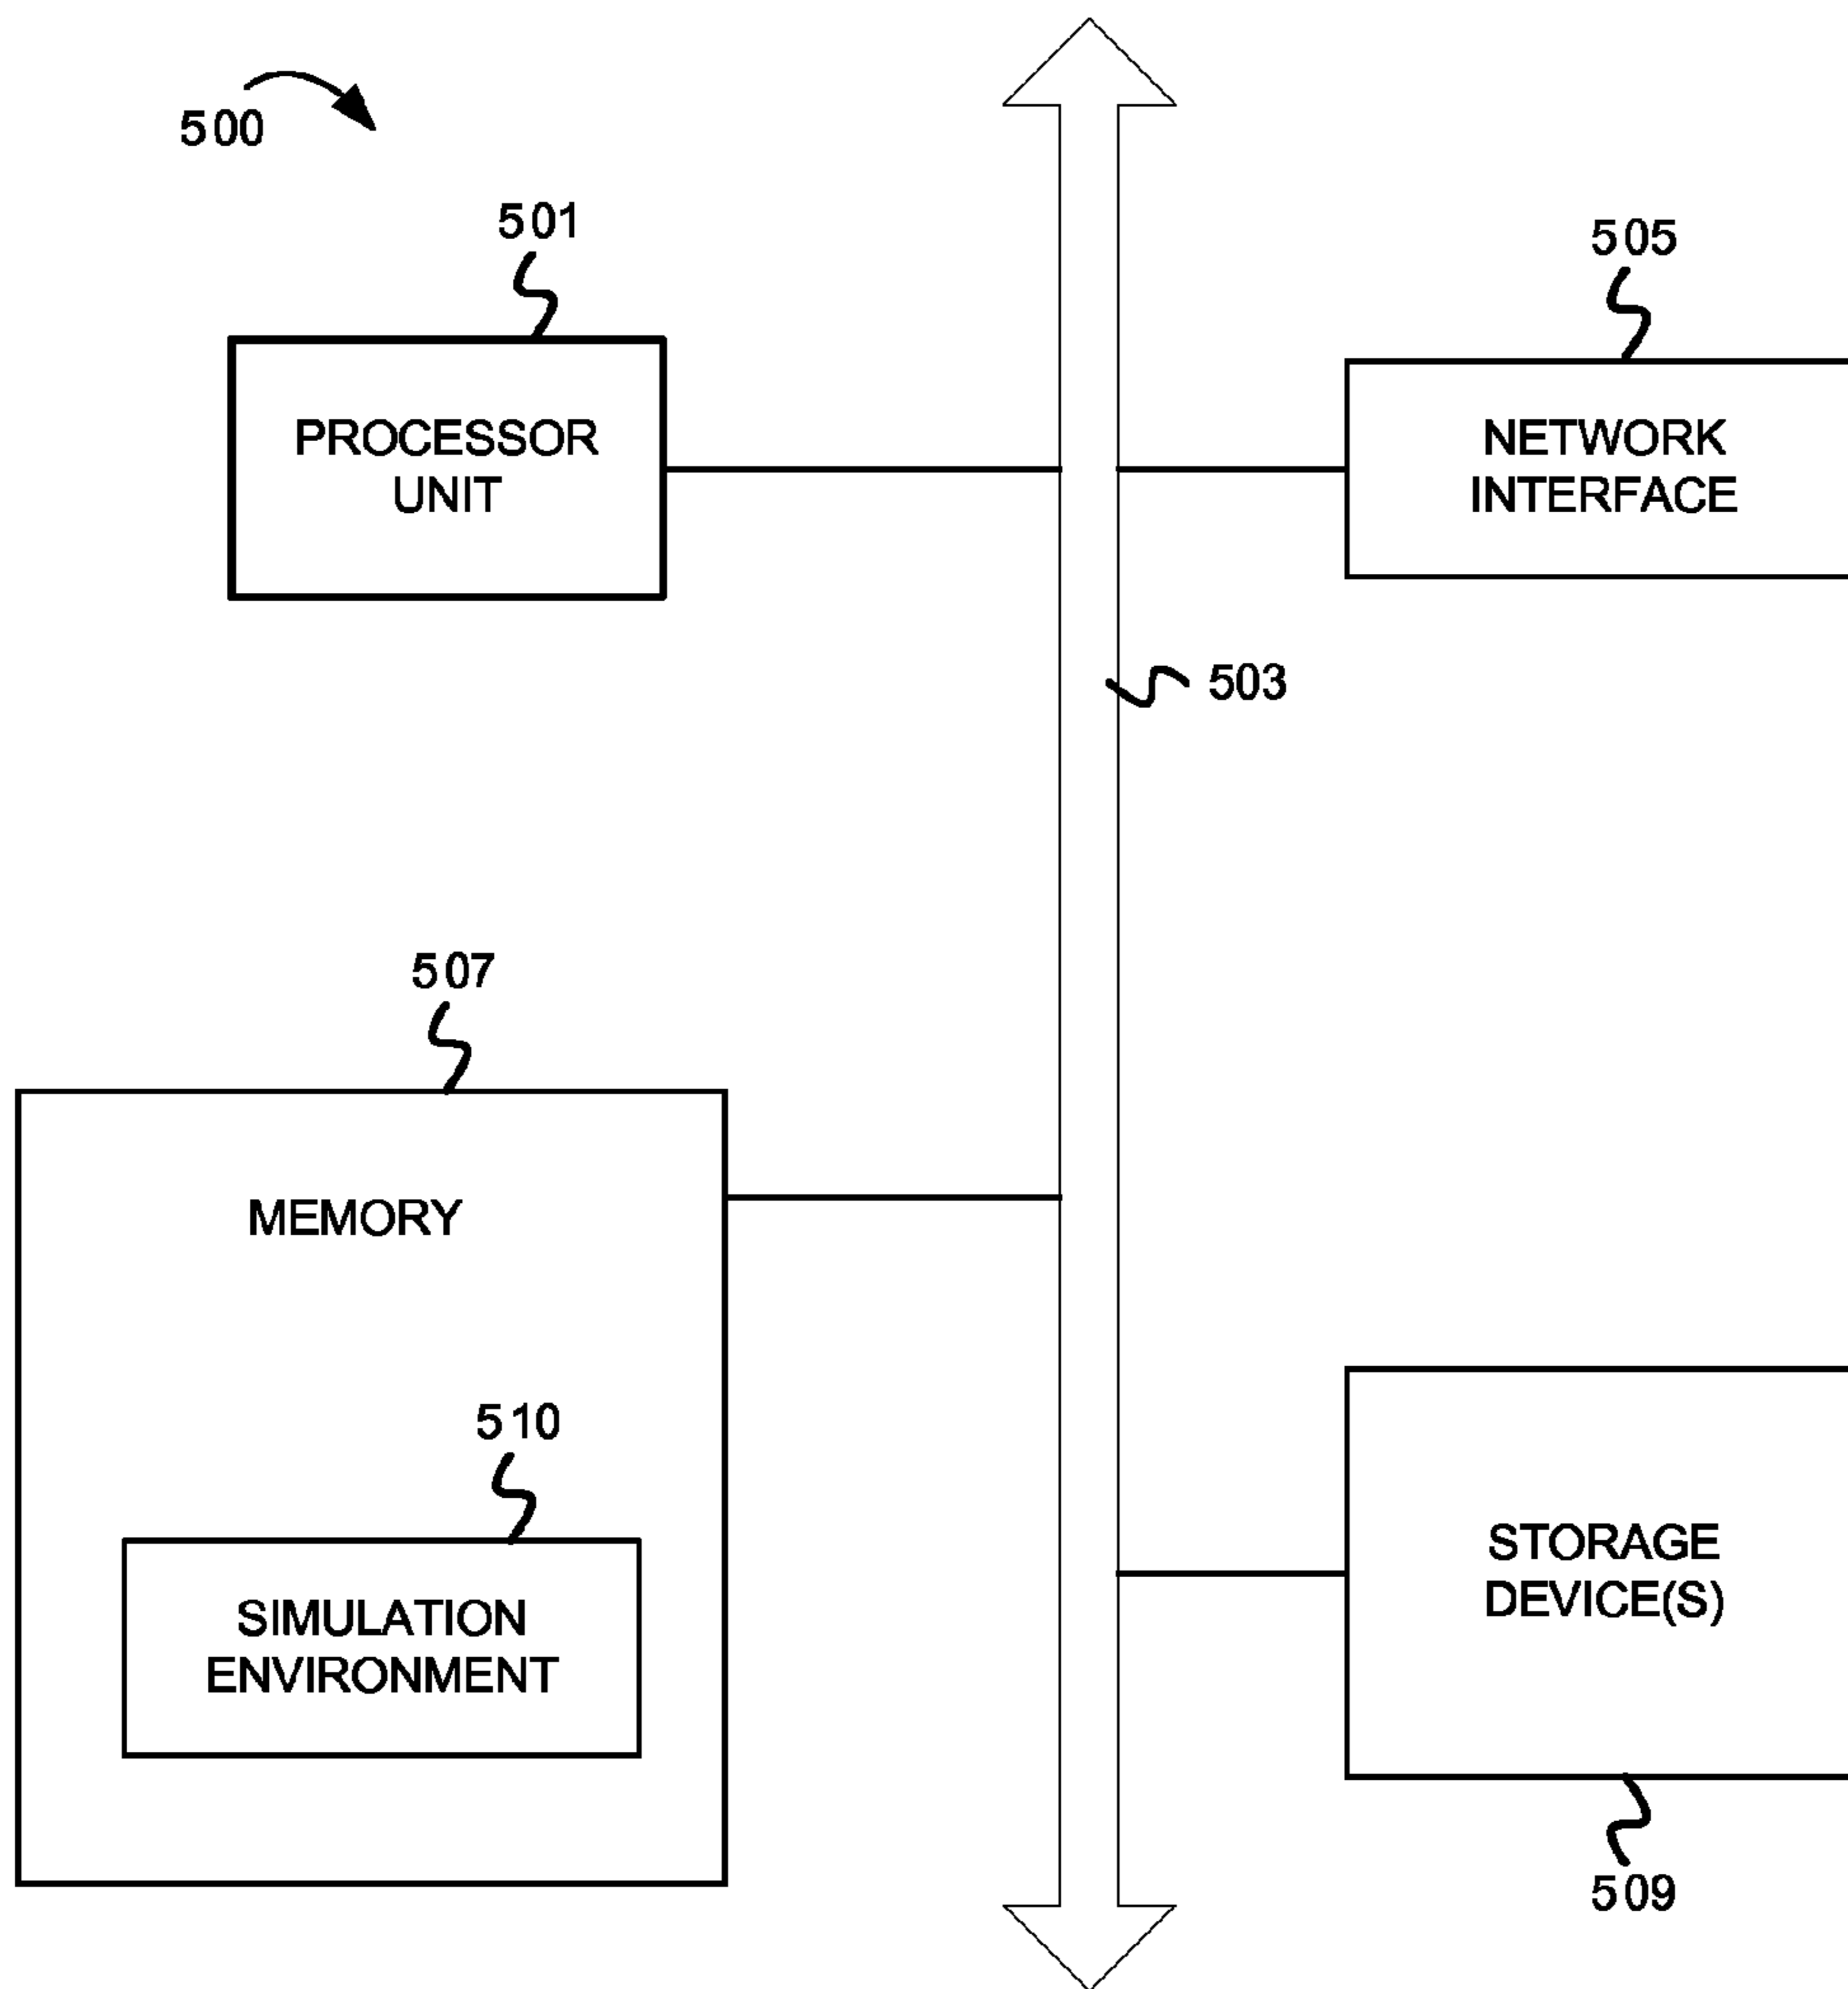 500
501
PROCESSOR
UNIT
505
NETWORK
INTERFACE
503
507
MEMORY
510
SIMULATION
ENVIRONMENT
STORAGE
DEVICE(S)
509